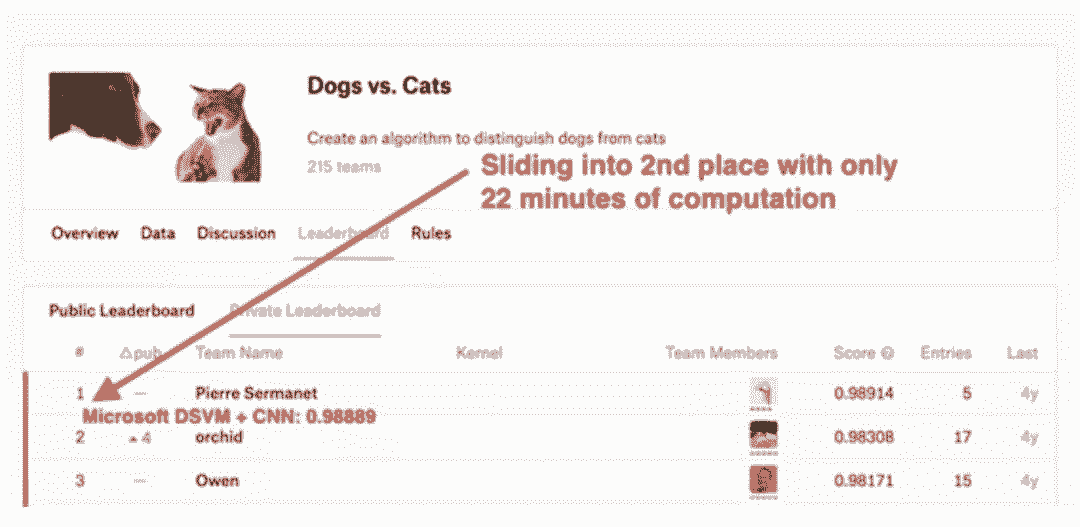 Dogs vs. Cats
Create an algorithm to distinguish dogs from cats
215 teams
Sliding into 2nd place with only
22 minutes of computation
Overview Data Discussion Leaderboard Rules
Public Leaderboard Private Leaderboard
# △pub Team Name Kernel Team Members Score Entries Last
1 — Pierre Sermanet 0.98914 5 4y
Microsoft DSVM + CNN: 0.98889
2 ▲4 orchid 0.98308 17 4y
3 — Owen 0.98171 15 4y